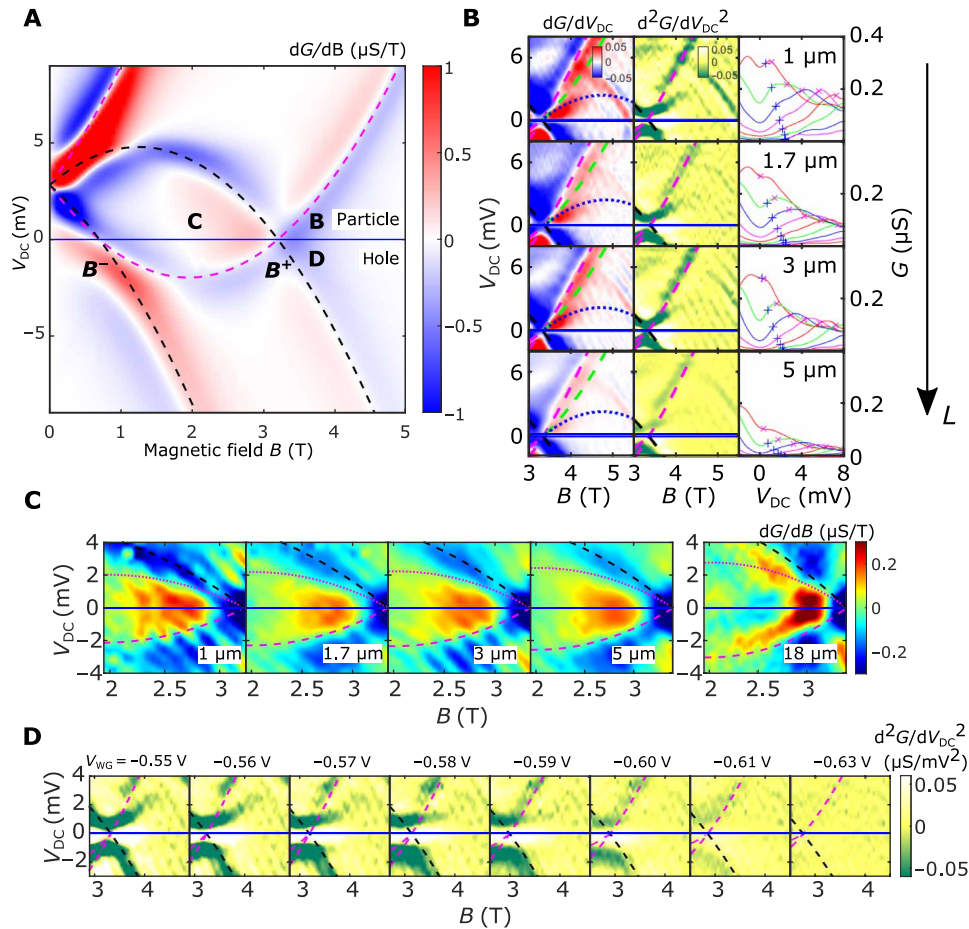 A
dG/dB (μS/T)
V_DC (mV)
5
0
−5
C
B
Particle
Hole
D
B⁻
B⁺
0 1 2 3 4 5
Magnetic field B (T)
1
0.5
0
−0.5
−1
B
dG/dV_DC
d²G/dV_DC²
0.05
−0.05
0.05
−0.05
1 μm
1.7 μm
3 μm
5 μm
V_DC (mV)
6
0
6
0
6
0
6
0
0.4
0.2
0.2
0.2
0.2
0
G (μS)
L
3 4 5
B (T)
3 4 5
B (T)
0 4 8
V_DC (mV)
C
dG/dB (μS/T)
V_DC (mV)
4
2
0
−2
−4
1 μm
1.7 μm
3 μm
5 μm
18 μm
2 2.5 3
2 2.5 3
2 2.5 3
2 2.5 3
2 2.5 3
B (T)
0.2
0
−0.2
D
d²G/dV_DC²
(μS/mV²)
V_WG = −0.55 V
−0.56 V
−0.57 V
−0.58 V
−0.59 V
−0.60 V
−0.61 V
−0.63 V
V_DC (mV)
4
2
0
−2
3 4
3 4
3 4
3 4
3 4
3 4
3 4
3 4
B (T)
0.05
0
−0.05